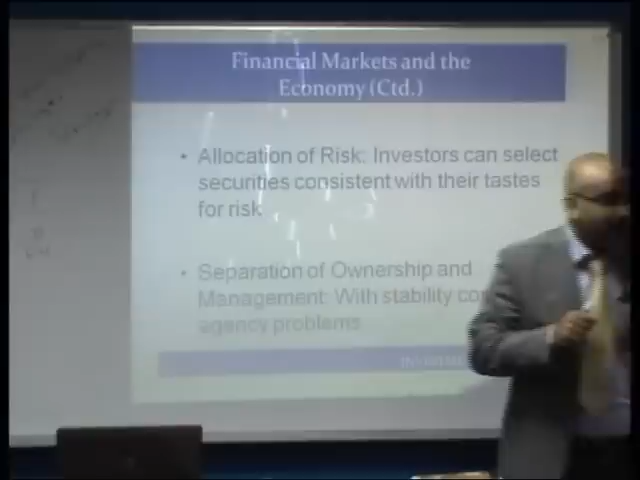 Financial Markets and the
Economy (Ctd.)
• Allocation of Risk: Investors can select
securities consistent with their tastes
for risk
• Separation of Ownership and
Management: With stability
agency problems